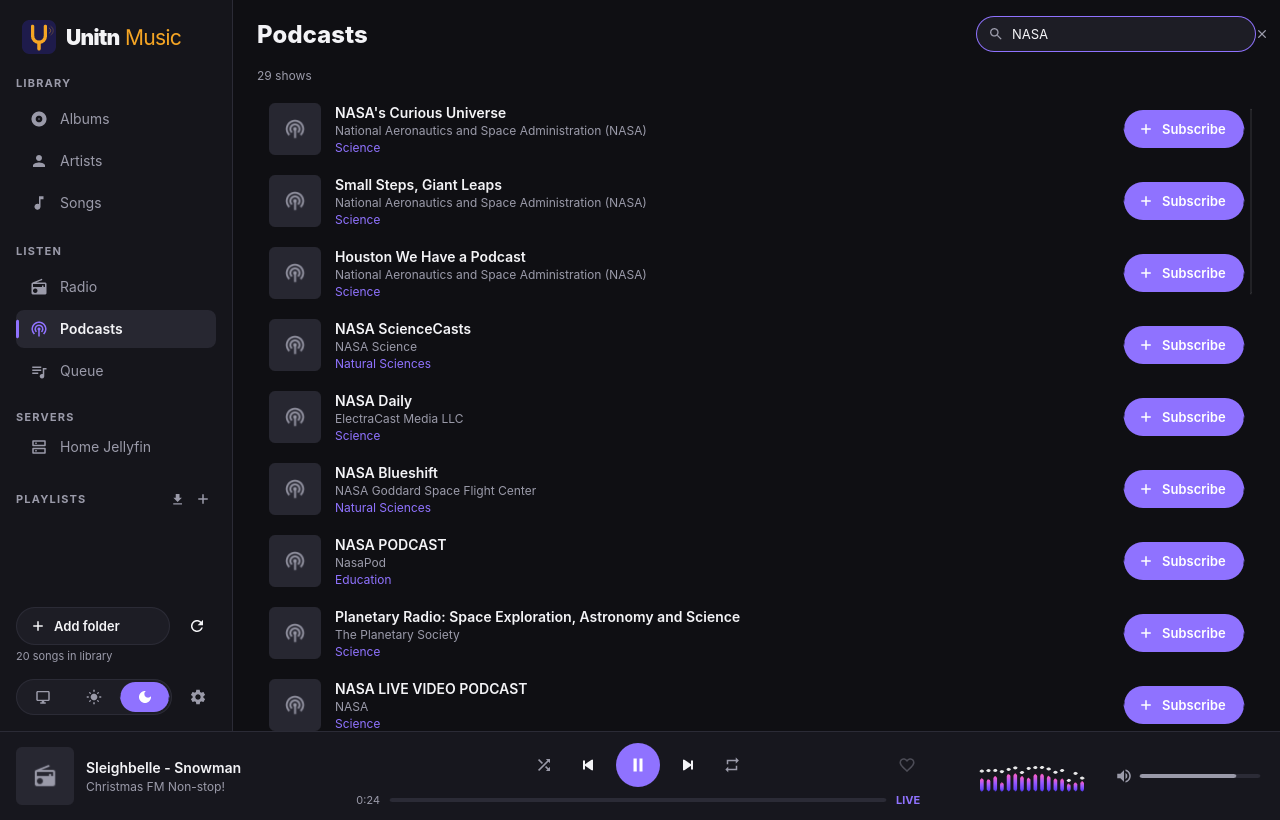 Unitn Music
LIBRARY
Albums
Artists
Songs
LISTEN
Radio
Podcasts
Queue
SERVERS
Home Jellyfin
PLAYLISTS
Add folder
20 songs in library
Podcasts
NASA
29 shows
NASA's Curious Universe
National Aeronautics and Space Administration (NASA)
Science
Subscribe
Small Steps, Giant Leaps
National Aeronautics and Space Administration (NASA)
Science
Subscribe
Houston We Have a Podcast
National Aeronautics and Space Administration (NASA)
Science
Subscribe
NASA ScienceCasts
NASA Science
Natural Sciences
Subscribe
NASA Daily
ElectraCast Media LLC
Science
Subscribe
NASA Blueshift
NASA Goddard Space Flight Center
Natural Sciences
Subscribe
NASA PODCAST
NasaPod
Education
Subscribe
Planetary Radio: Space Exploration, Astronomy and Science
The Planetary Society
Science
Subscribe
NASA LIVE VIDEO PODCAST
NASA
Science
Subscribe
Sleighbelle - Snowman
Christmas FM Non-stop!
0:24
LIVE